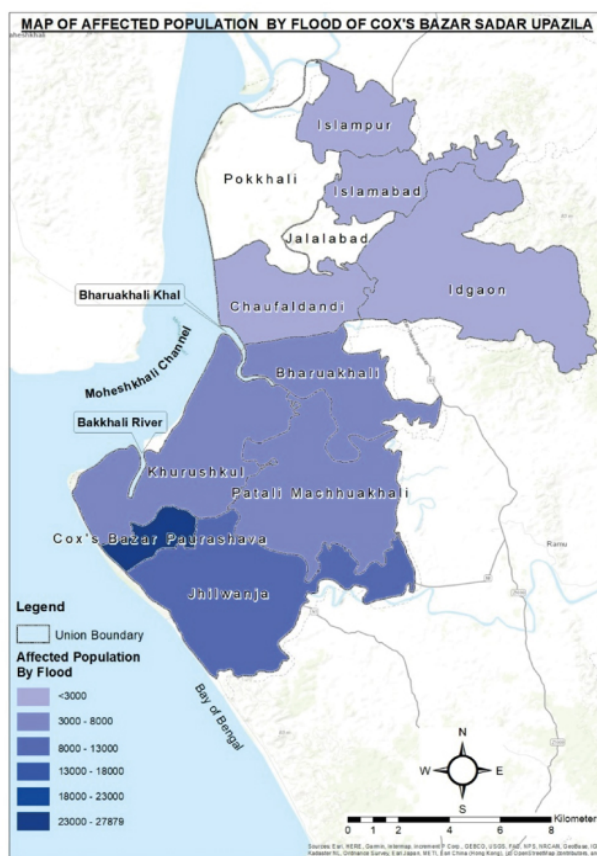 MAP OF AFFECTED POPULATION BY FLOOD OF COX'S BAZAR SADAR UPAZILA
Islampur
Pokkhali
Islamabad
Jalalabad
Idgaon
Chaufaldandi
Bharuakhali Khal
Moheshkhali Channel
Bharuakhali
Bakkhali River
Khurushkul
Patali Machhuakhali
Cox's Bazar Paurashava
Ramu
Jhilwanja
Legend
Union Boundary
Affected Population
By Flood
<3000
3000 - 8000
8000 - 13000
13000 - 18000
18000 - 23000
23000 - 27879
Bay of Bengal
N
W E
S
Kilometer
0 0.5 1 2 4 6 8